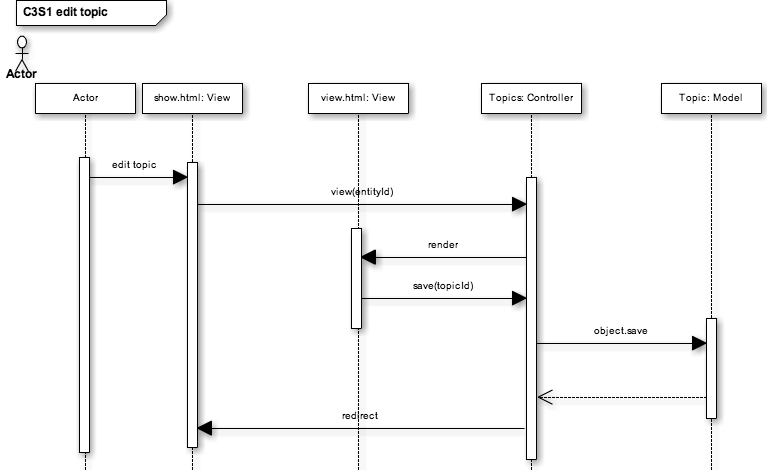 C3S1 edit topic
Actor
Actor
show.html: View
view.html: View
Topics: Controller
Topic: Model
edit topic
view(entityId)
render
save(topicId)
object.save
redirect